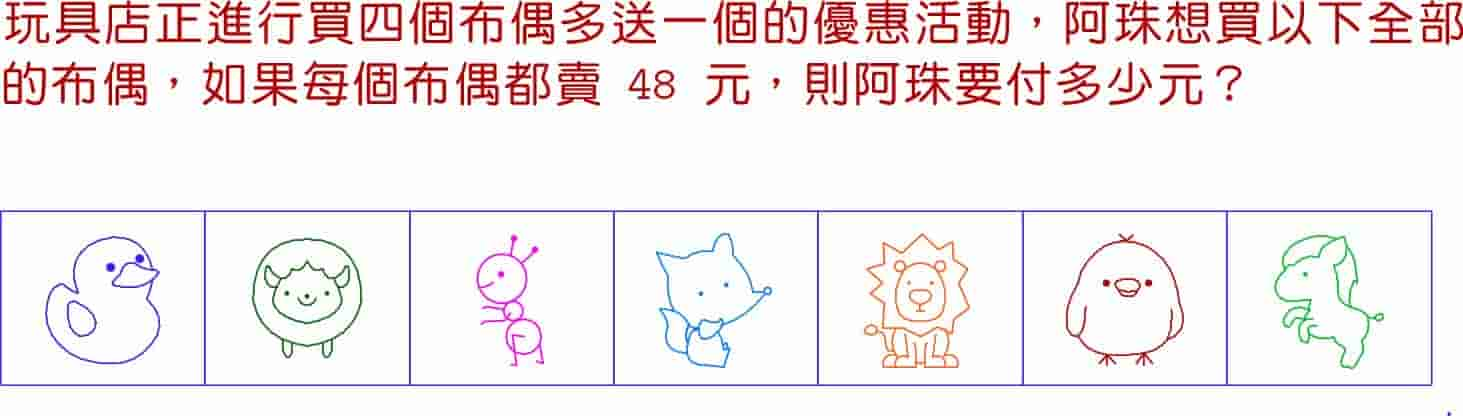 玩具店正進行買四個布偶多送一個的優惠活動，阿珠想買以下全部
的布偶，如果每個布偶都賣 48 元，則阿珠要付多少元？